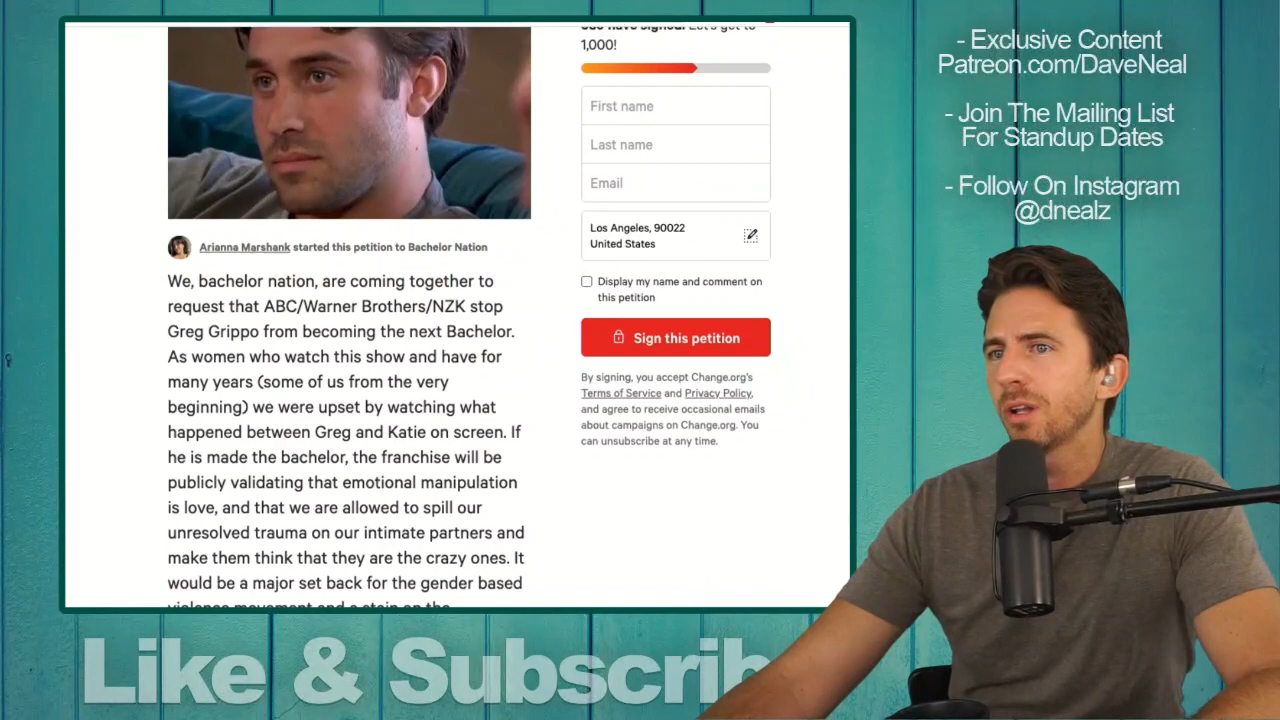 have signed. Let's get to
1,000!
First name
Last name
Email
Los Angeles, 90022
United States
Display my name and comment on
this petition
Sign this petition
By signing, you accept Change.org's
Terms of Service and Privacy Policy,
and agree to receive occasional emails
about campaigns on Change.org. You
can unsubscribe at any time.
Arianna Marshank started this petition to Bachelor Nation
We, bachelor nation, are coming together to
request that ABC/Warner Brothers/NZK stop
Greg Grippo from becoming the next Bachelor.
As women who watch this show and have for
many years (some of us from the very
beginning) we were upset by watching what
happened between Greg and Katie on screen. If
he is made the bachelor, the franchise will be
publicly validating that emotional manipulation
is love, and that we are allowed to spill our
unresolved trauma on our intimate partners and
make them think that they are the crazy ones. It
would be a major set back for the gender based
violence movement and a stain on the
- Exclusive Content
Patreon.com/DaveNeal
- Join The Mailing List
For Standup Dates
- Follow On Instagram
@dnealz
Like & Subscrib